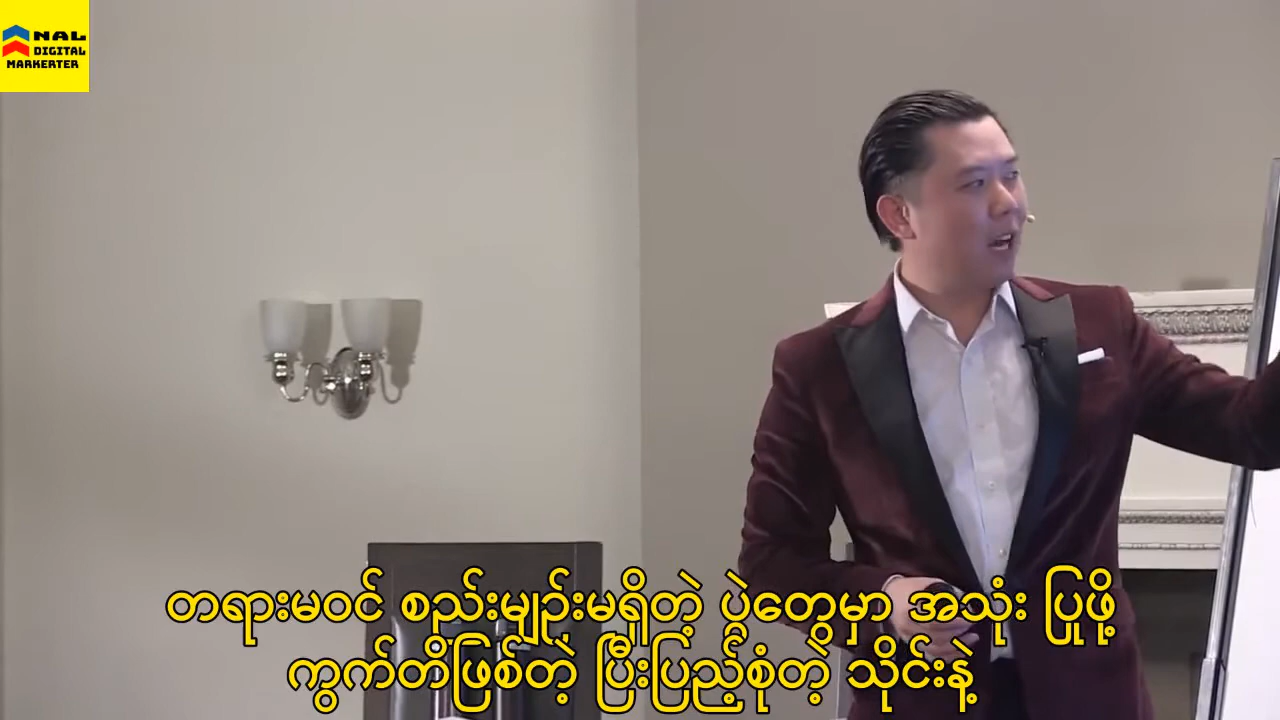 NAL
DIGITAL
MARKERTER
တရားမဝင် စည်းမျဉ်းမရှိတဲ့ ပွဲတွေမှာ အသုံး ပြုဖို့
ကွက်တိဖြစ်တဲ့ ပြီးပြည့်စုံတဲ့ သိုင်းနဲ့